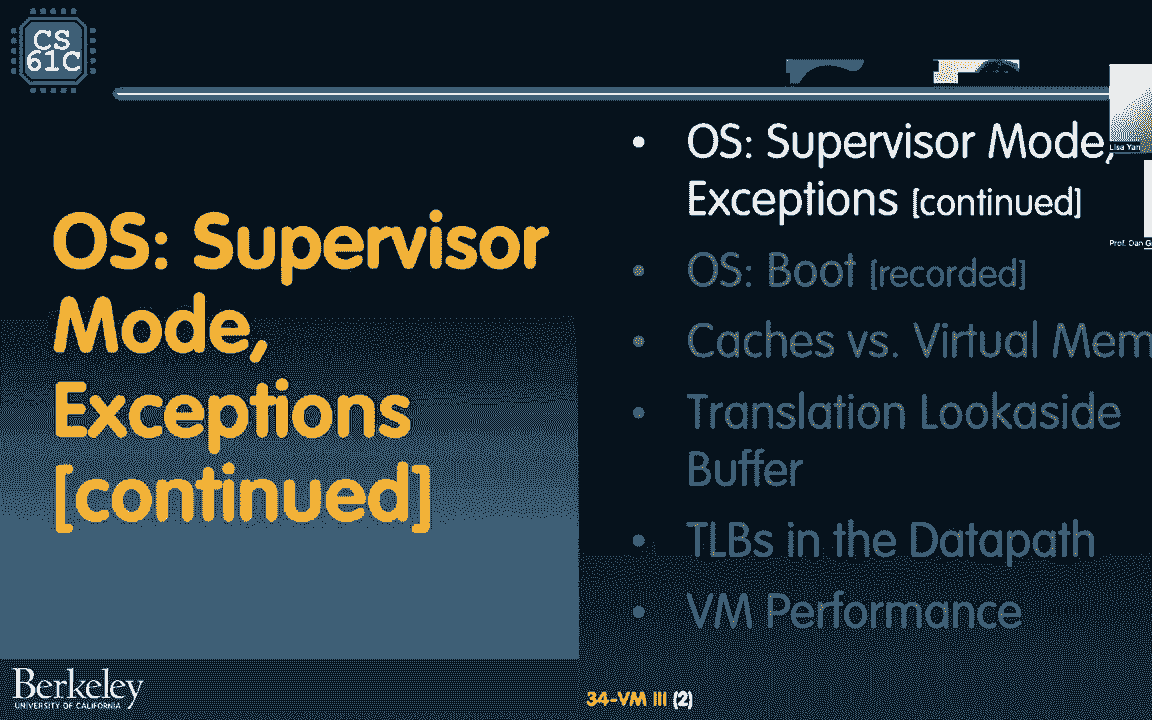 CS
61C
OS: Supervisor
Mode,
Exceptions
[continued]
• OS: Supervisor Mode,
Exceptions [continued]
• OS: Boot [recorded]
• Caches vs. Virtual Mem
• Translation Lookaside
Buffer
• TLBs in the Datapath
• VM Performance
Lisa Yan
Prof. Dan G
Berkeley
UNIVERSITY OF CALIFORNIA
34-VM III (2)